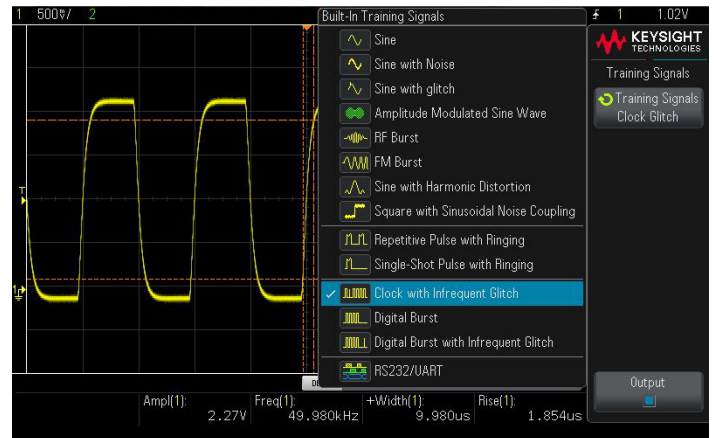 1 500mV/ 2 1 1.02V
Built-In Training Signals
Sine
Sine with Noise
Sine with glitch
Amplitude Modulated Sine Wave
RF Burst
FM Burst
Sine with Harmonic Distortion
Square with Sinusoidal Noise Coupling
Repetitive Pulse with Ringing
Single-Shot Pulse with Ringing
Clock with Infrequent Glitch
Digital Burst
Digital Burst with Infrequent Glitch
RS232/UART
KEYSIGHT
TECHNOLOGIES
Training Signals
Training Signals
Clock Glitch
Output
T
1
Ampl(1): Freq(1): +Width(1): Rise(1):
2.27V 49.980kHz 9.980us 1.854us